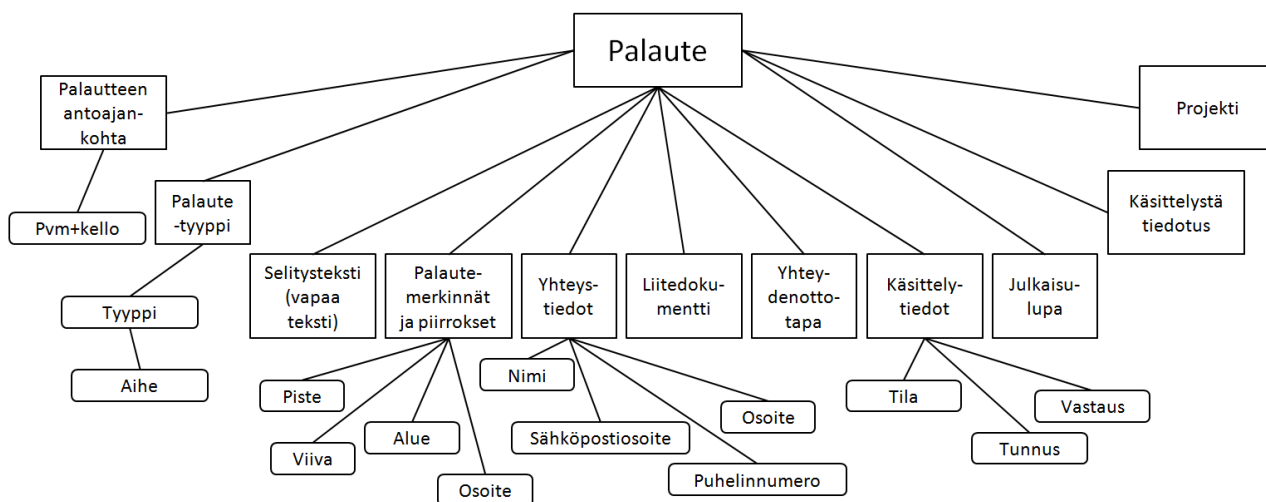 Palaute
Palautteen
antoajan-
kohta
Projekti
Pvm+kello
Palaute
-tyyppi
Käsittelystä
tiedotus
Selitysteksti
(vapaa
teksti)
Palaute-
merkinnät
ja piirrokset
Yhteys-
tiedot
Liitedoku-
mentti
Yhtey-
denotto-
tapa
Käsittely-
tiedot
Julkaisu-
lupa
Tyyppi
Aihe
Piste
Viiva
Alue
Osoite
Nimi
Sähköpostiosoite
Puhelinnumero
Osoite
Tila
Tunnus
Vastaus